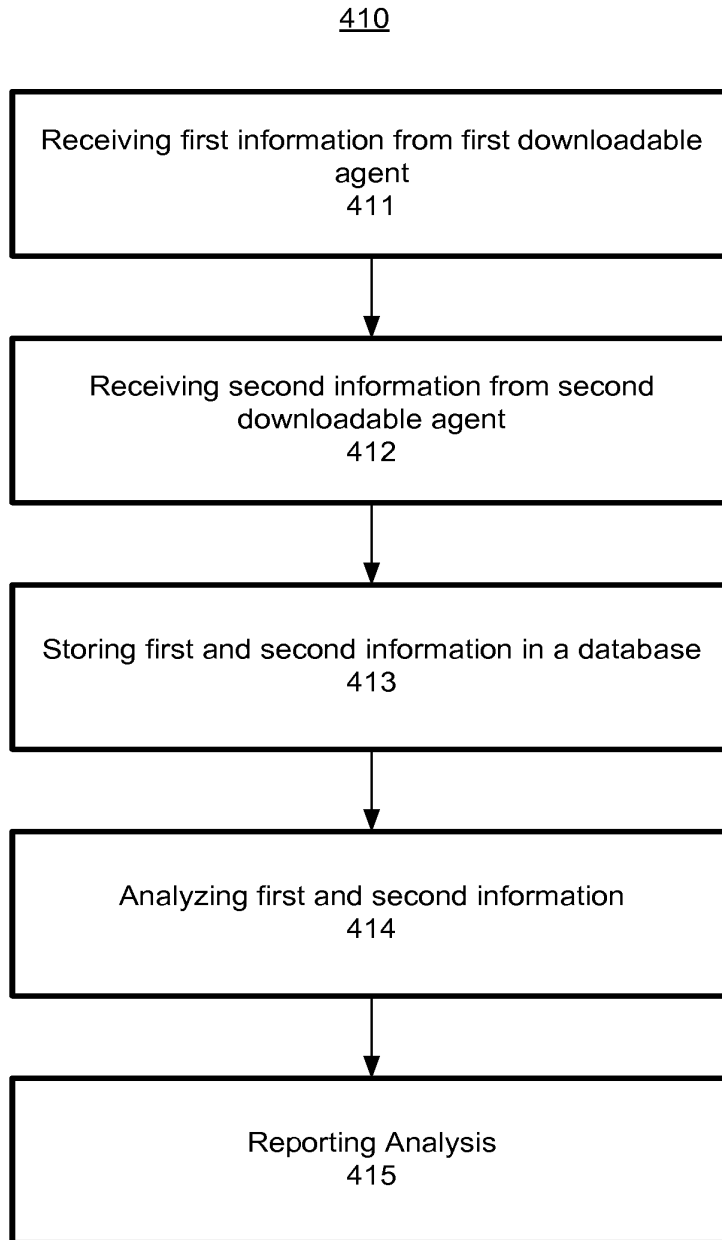 410
Receiving first information from first downloadable
agent
411
Receiving second information from second
downloadable agent
412
Storing first and second information in a database
413
Analyzing first and second information
414
Reporting Analysis
415